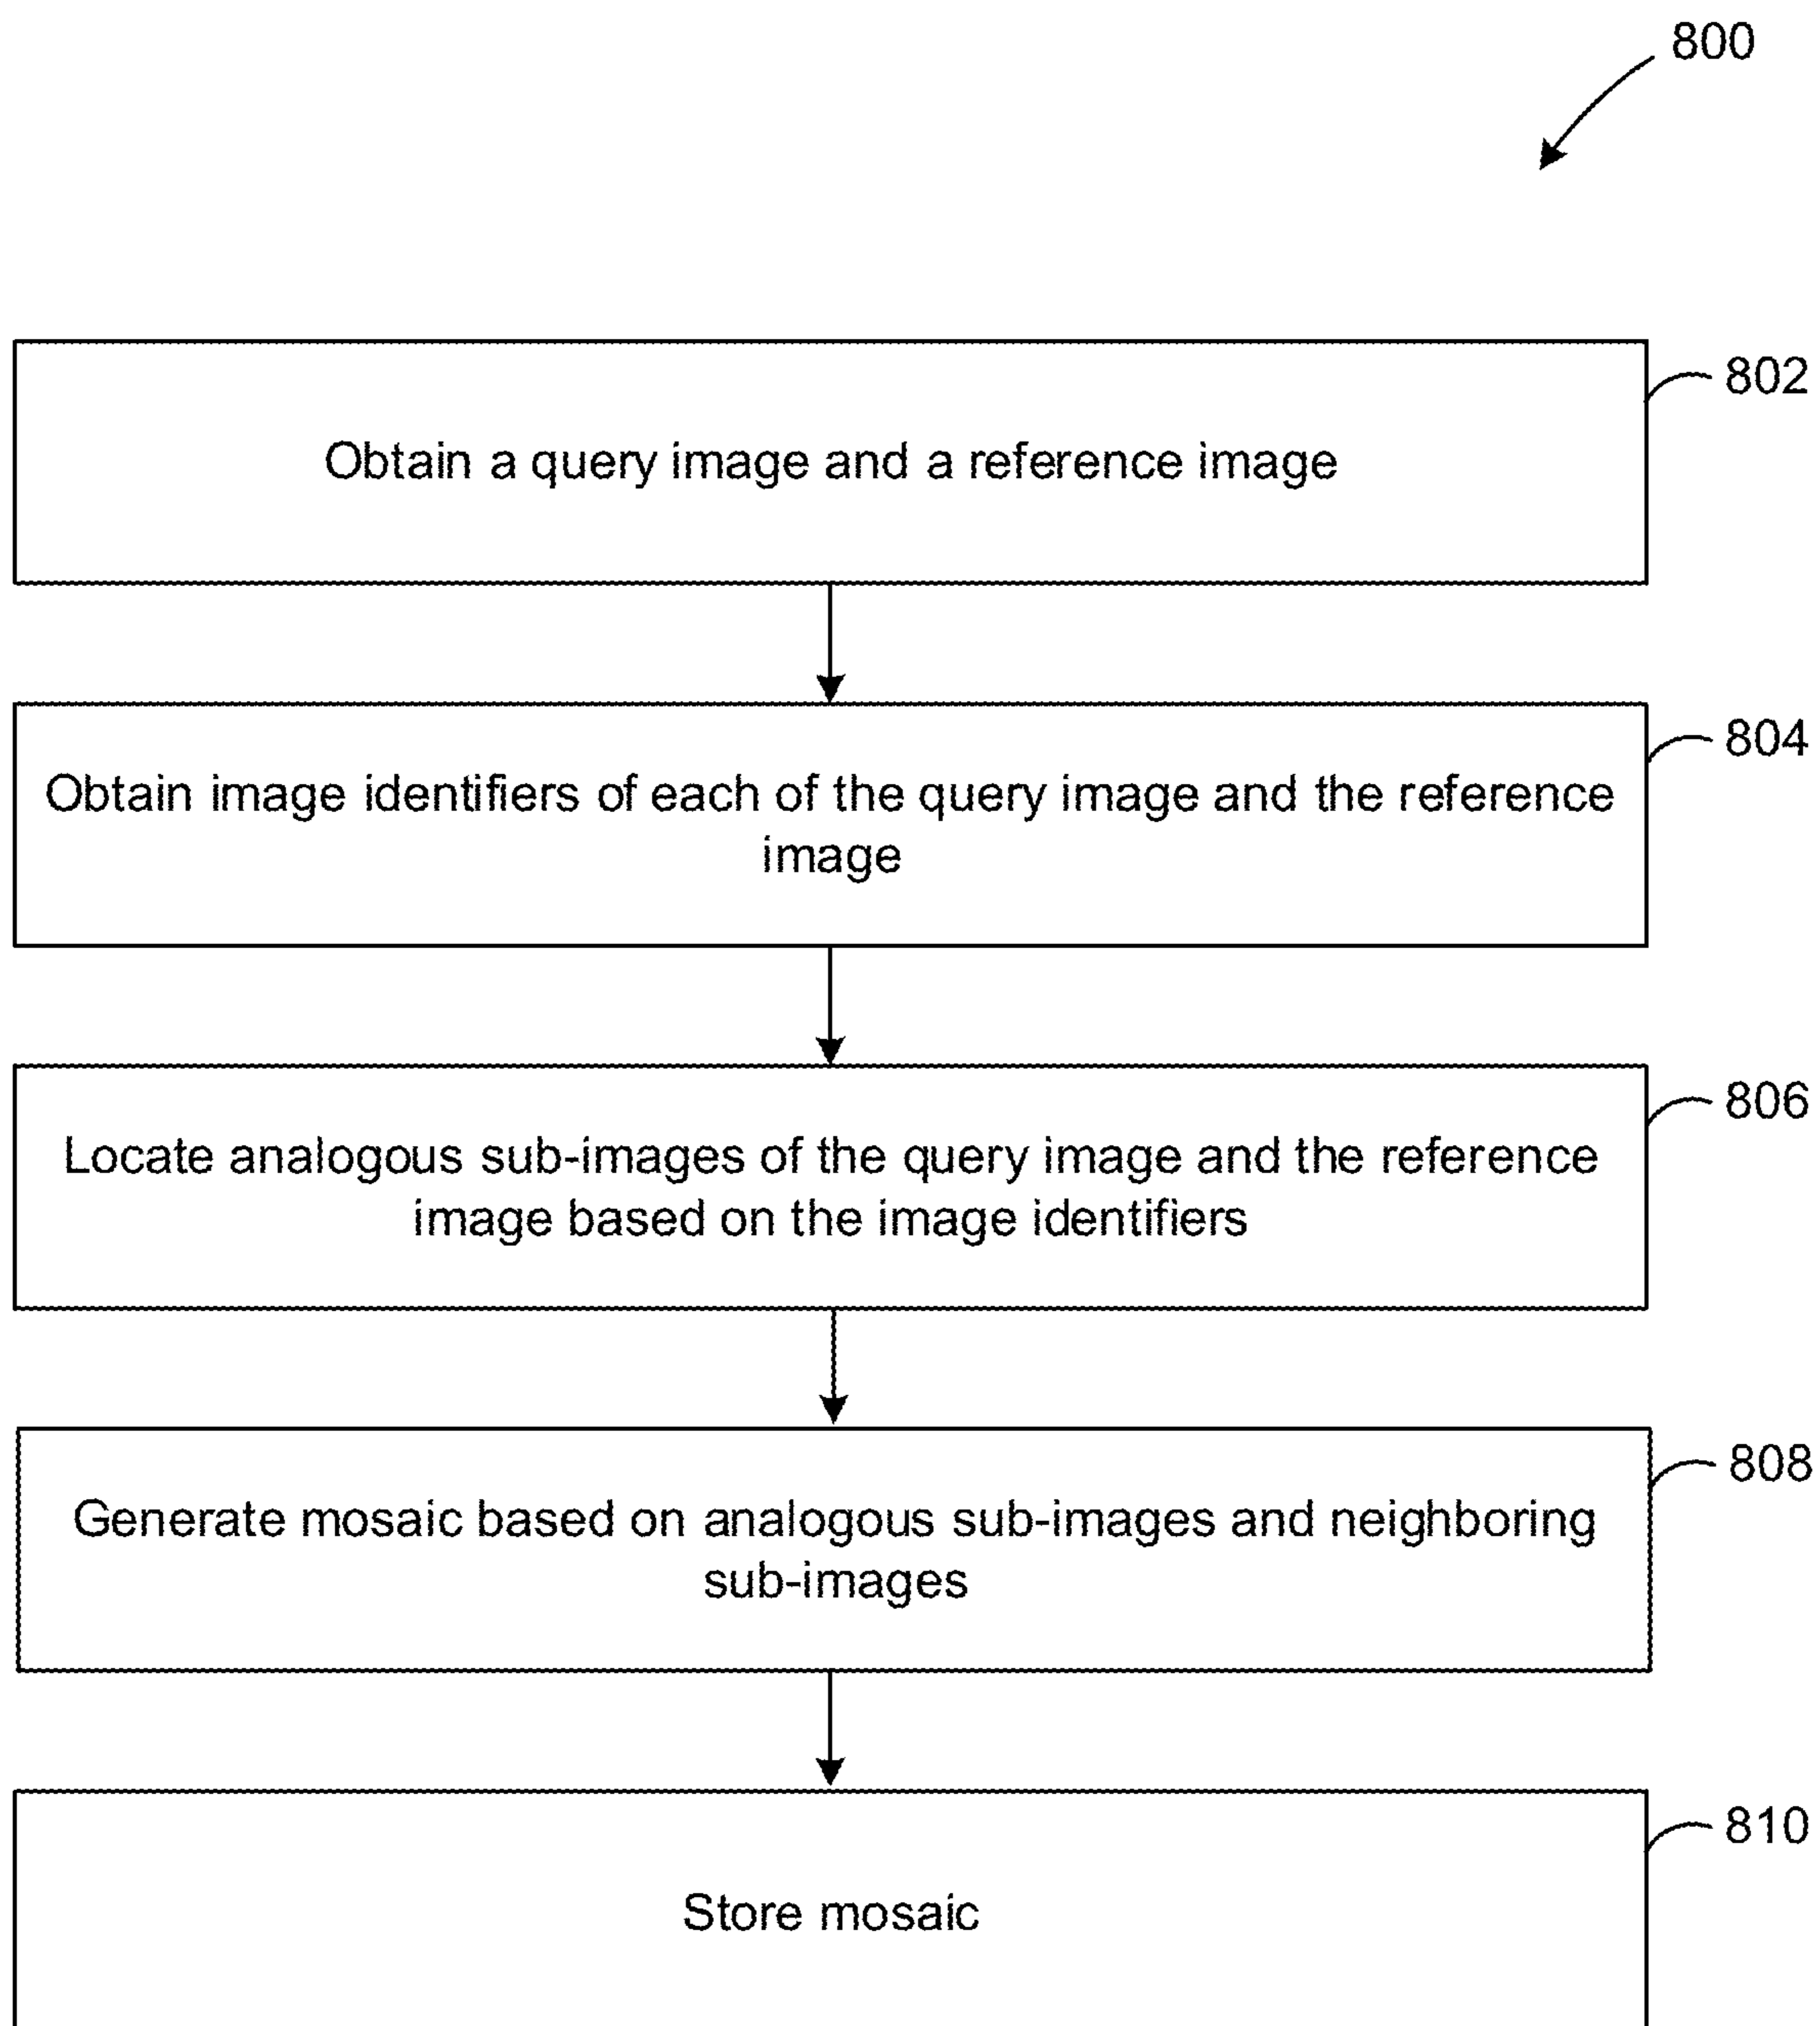 800
802
Obtain a query image and a reference image
804
Obtain image identifiers of each of the query image and the reference
image
806
Locate analogous sub-images of the query image and the reference
image based on the image identifiers
808
Generate mosaic based on analogous sub-images and neighboring
sub-images
810
Store mosaic